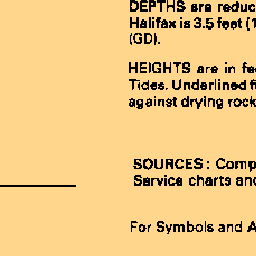 DEPTHS are reduc
Halifax is 3.5 feet (1
(GD).
HEIGHTS are in fe
Tides. Underlined f
against drying rock
SOURCES: Comp
Service charts and
For Symbols and A